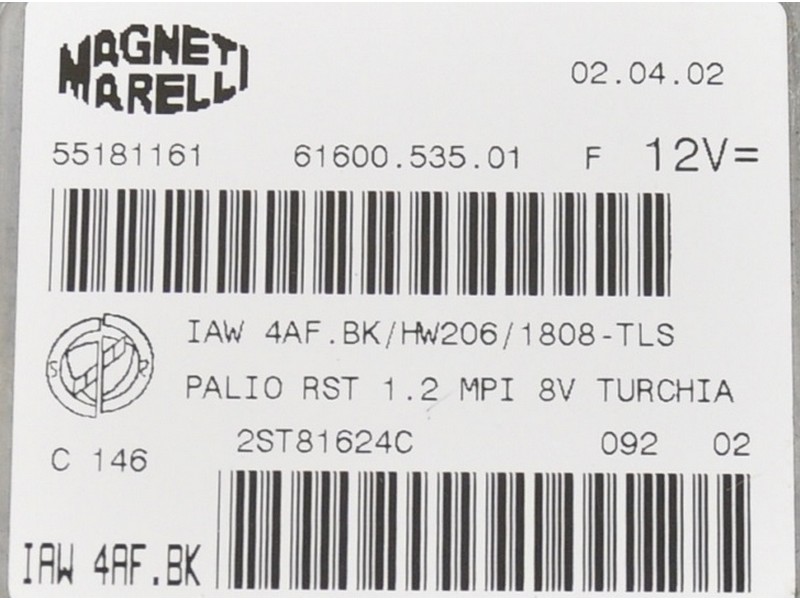 MAGNETI
MARELLI
02.04.02
55181161 61600.535.01 F 12V=
IAW 4AF.BK/HW206/1808-TLS
S R
PALIO RST 1.2 MPI 8V TURCHIA
2ST81624C 092 02
C 146
IAW 4AF.BK